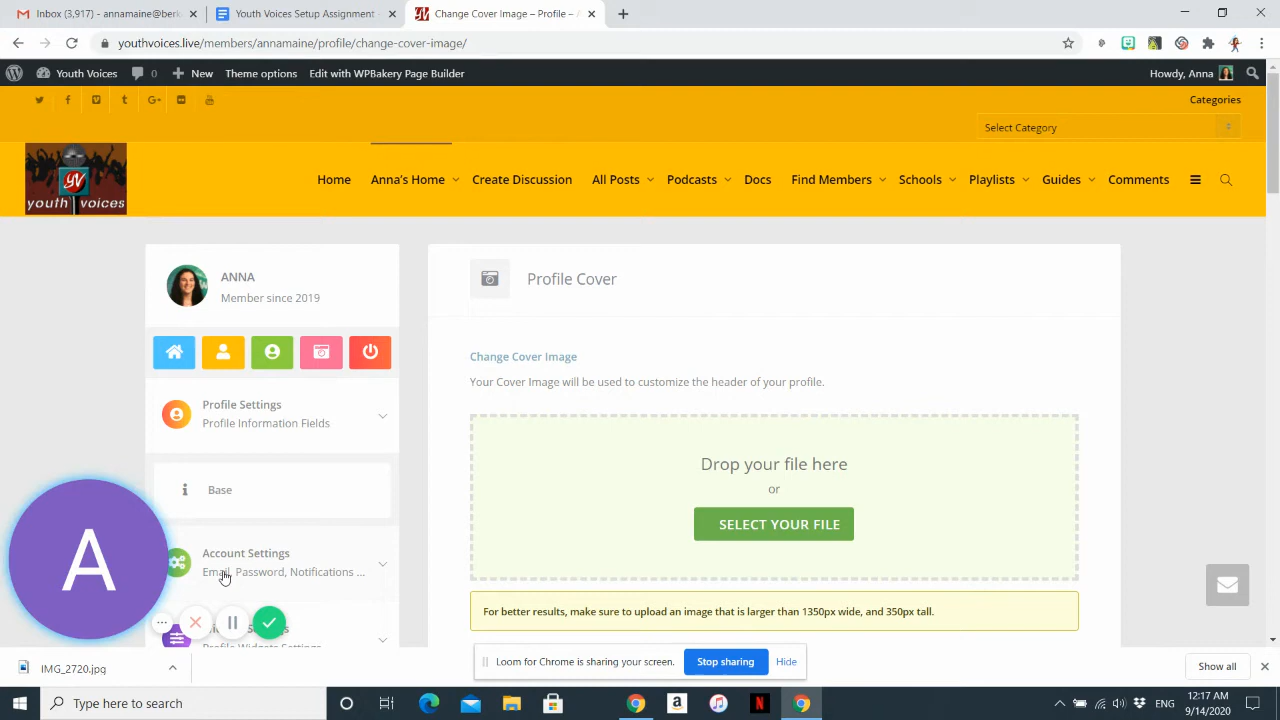 Inbox (3,917) - annamaine@berk
Youth Voices Setup Assignment -
Change Cover Image – Profile –
youthvoices.live/members/annamaine/profile/change-cover-image/
Youth Voices
0
New
Theme options
Edit with WPBakery Page Builder
Howdy, Anna
Categories
Select Category
YV
youth voices
Home
Anna's Home
Create Discussion
All Posts
Podcasts
Docs
Find Members
Schools
Playlists
Guides
Comments
ANNA
Member since 2019
Profile Settings
Profile Information Fields
Base
Account Settings
Email, Password, Notifications ...
Profile Cover
Change Cover Image
Your Cover Image will be used to customize the header of your profile.
Drop your file here
or
SELECT YOUR FILE
For better results, make sure to upload an image that is larger than 1350px wide, and 350px tall.
A
Loom for Chrome is sharing your screen.
Stop sharing
Hide
IMG_2720.jpg
Show all
Type here to search
ENG
12:17 AM
9/14/2020